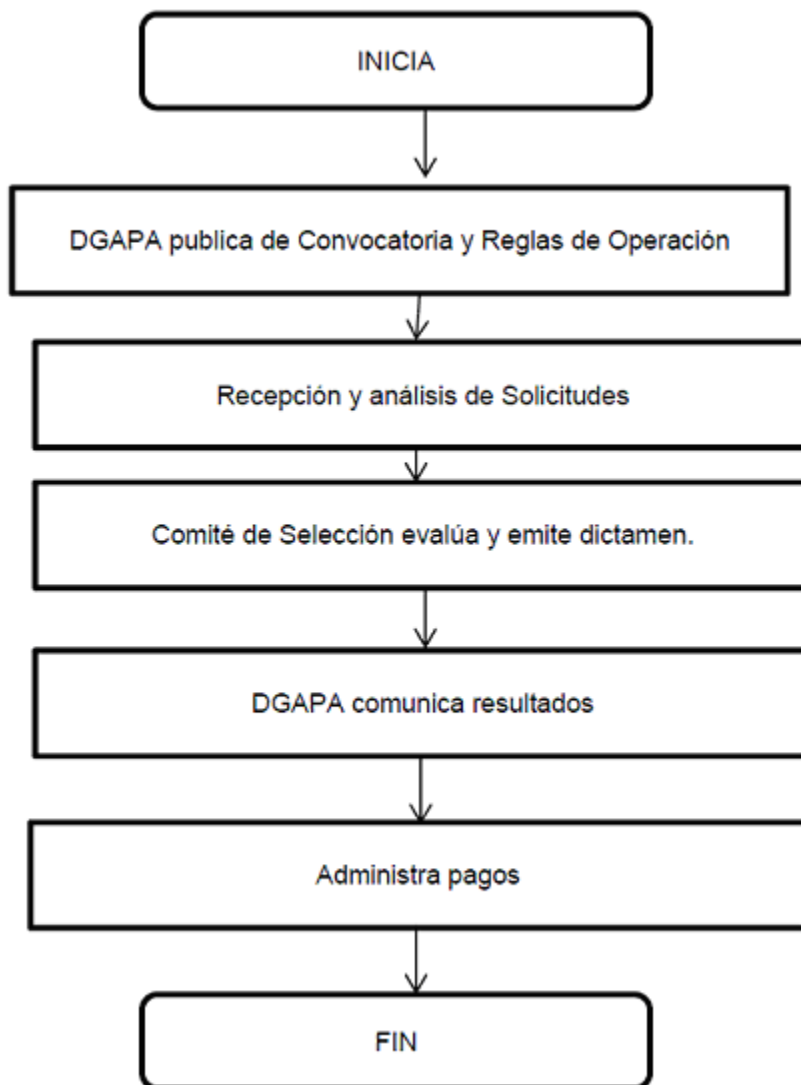 INICIA
DGAPA publica de Convocatoria y Reglas de Operación
Recepción y análisis de Solicitudes
Comité de Selección evalúa y emite dictamen.
DGAPA comunica resultados
Administra pagos
FIN